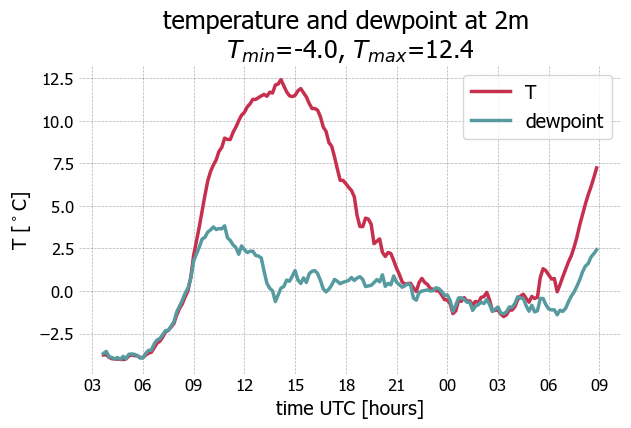 temperature and dewpoint at 2m
T_min=-4.0, T_max=12.4
T
dewpoint
T [°C]
12.5
10.0
7.5
5.0
2.5
0.0
−2.5
03 06 09 12 15 18 21 00 03 06 09
time UTC [hours]